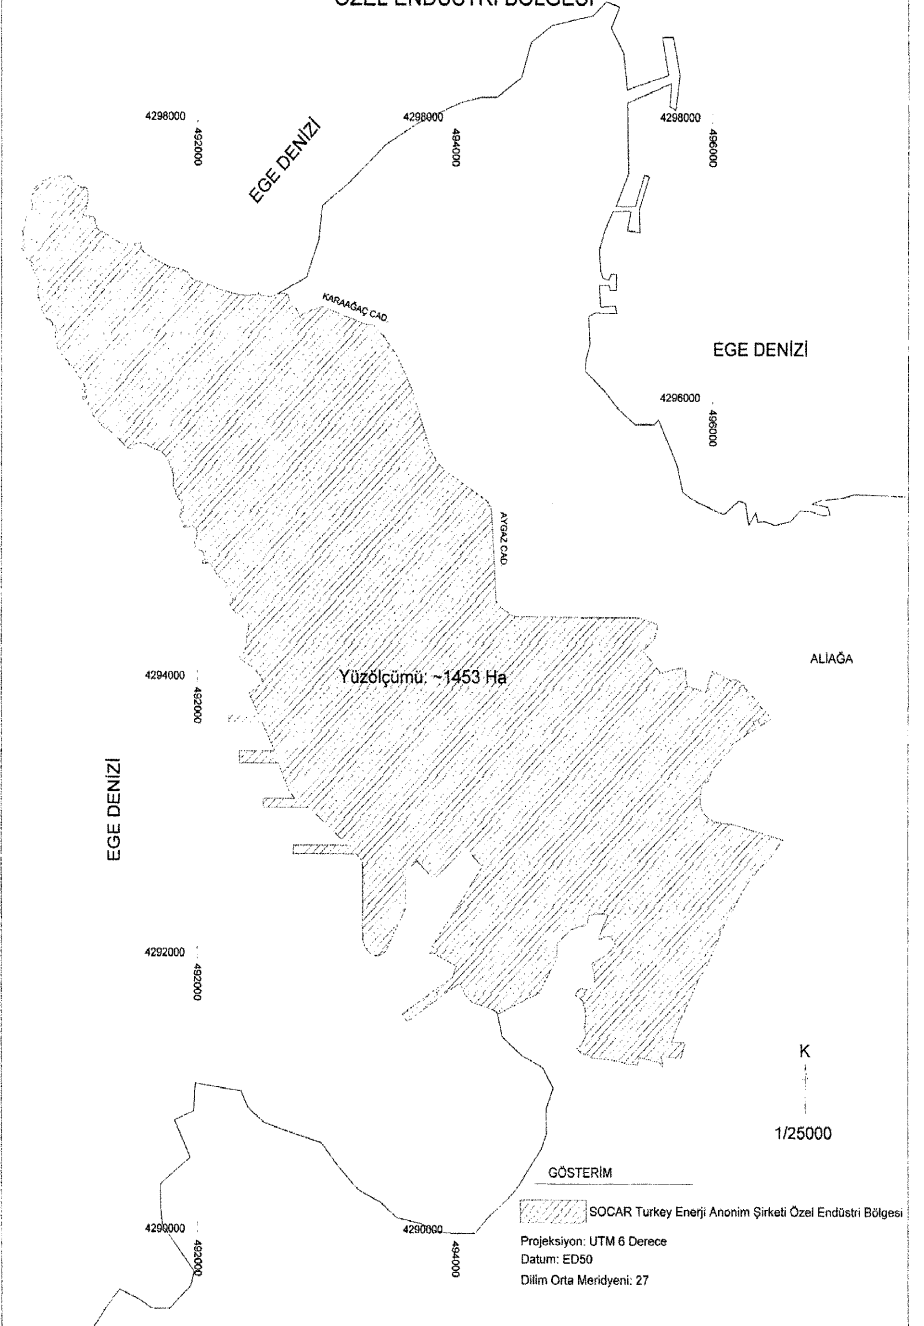 ÖZEL ENDÜSTRİ BÖLGESİ
4298000
492000
EGE DENİZİ
4298000
494000
4298000
496000
KARAAĞAÇ CAD.
EGE DENİZİ
4296000
496000
AYGAZ CAD
ALİAĞA
4294000
492000
Yüzölçümü: ~1453 Ha
EGE DENİZİ
4292000
492000
K
1/25000
GÖSTERİM
SOCAR Turkey Enerji Anonim Şirketi Özel Endüstri Bölgesi
Projeksiyon: UTM 6 Derece
Datum: ED50
Dilim Orta Meridyeni: 27
4290000
492000
4290000
494000